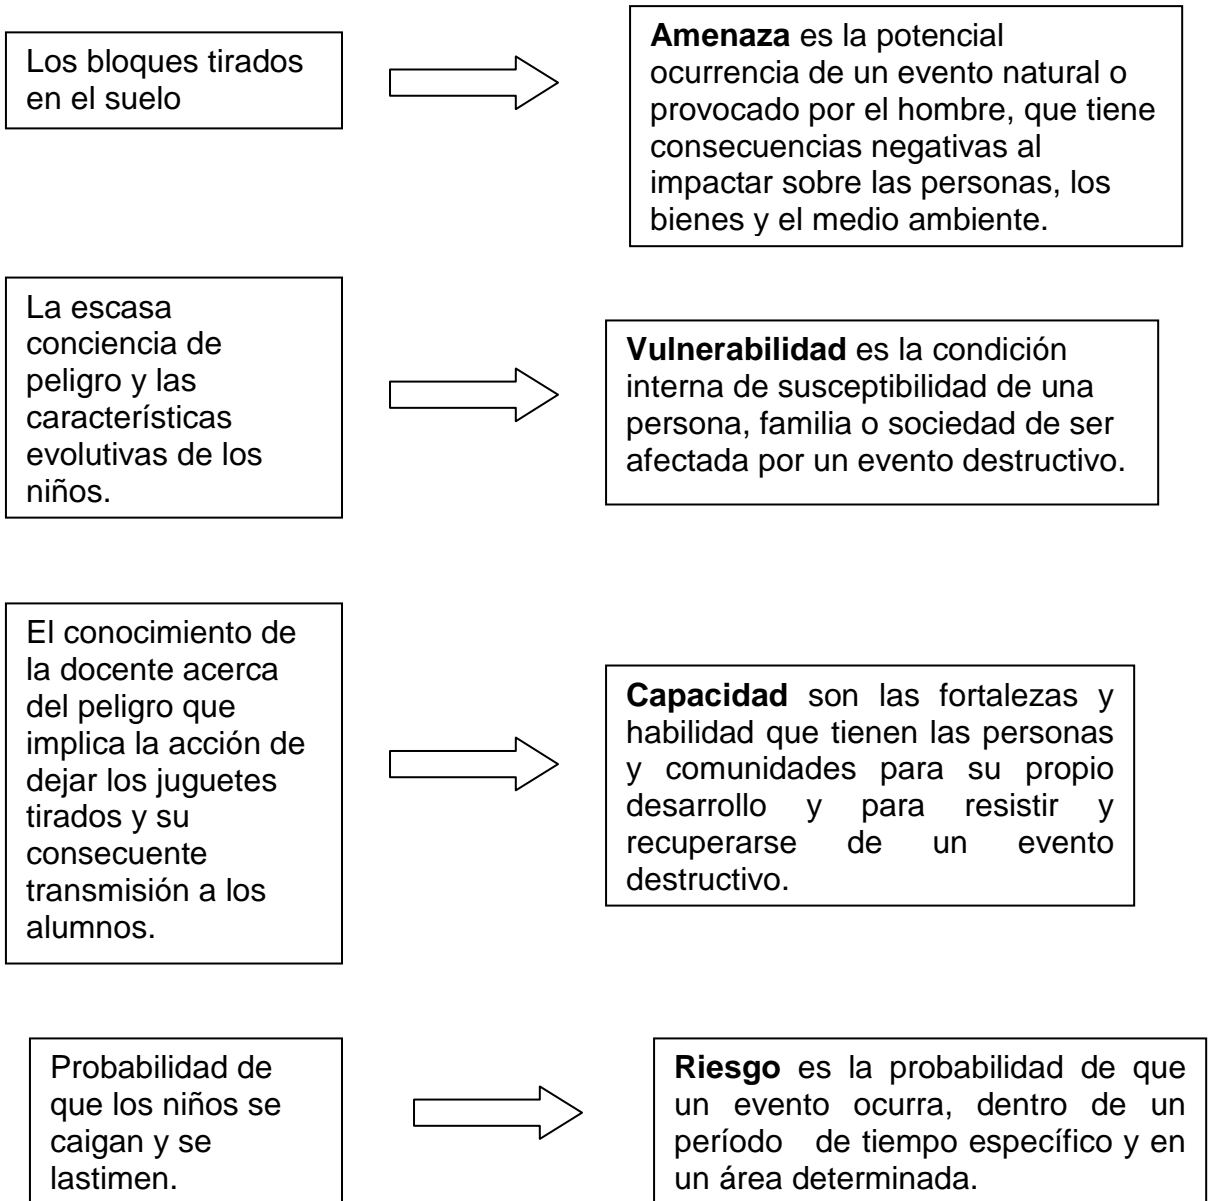 Los bloques tirados
en el suelo
Amenaza es la potencial
ocurrencia de un evento natural o
provocado por el hombre, que tiene
consecuencias negativas al
impactar sobre las personas, los
bienes y el medio ambiente.
La escasa
conciencia de
peligro y las
características
evolutivas de los
niños.
Vulnerabilidad es la condición
interna de susceptibilidad de una
persona, familia o sociedad de ser
afectada por un evento destructivo.
El conocimiento de
la docente acerca
del peligro que
implica la acción de
dejar los juguetes
tirados y su
consecuente
transmisión a los
alumnos.
Capacidad son las fortalezas y
habilidad que tienen las personas
y comunidades para su propio
desarrollo y para resistir y
recuperarse de un evento
destructivo.
Probabilidad de
que los niños se
caigan y se
lastimen.
Riesgo es la probabilidad de que
un evento ocurra, dentro de un
período de tiempo específico y en
un área determinada.